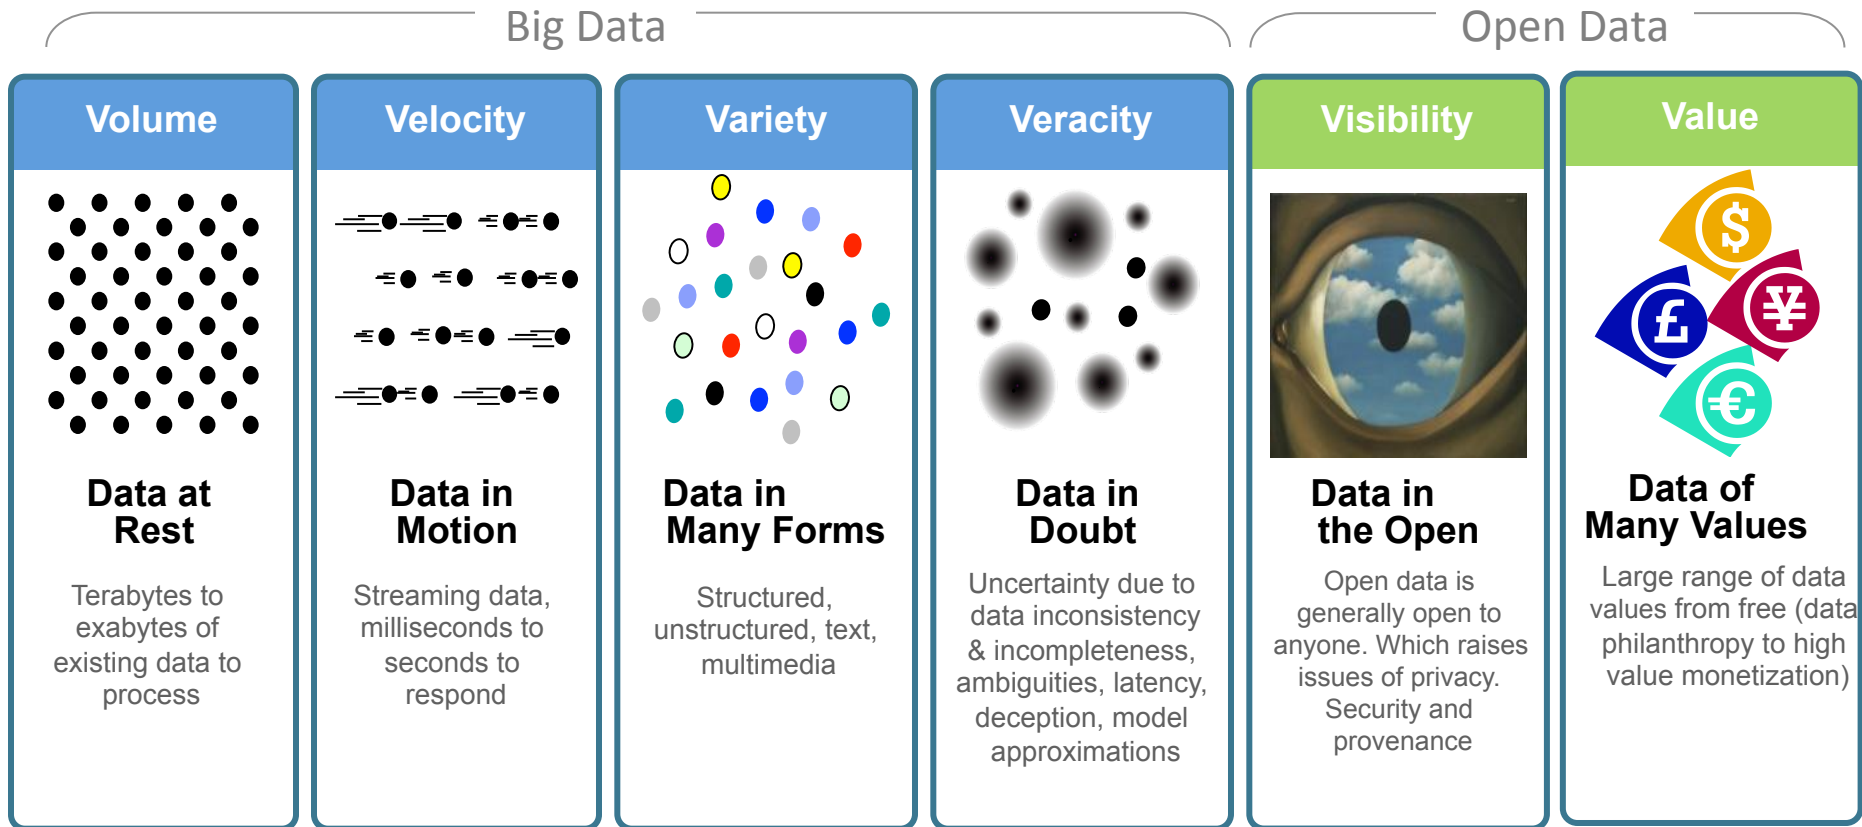 Big Data
Open Data
Volume
Data at
Rest
Terabytes to
exabytes of
existing data to
process
Velocity
Data in
Motion
Streaming data,
milliseconds to
seconds to
respond
Variety
Data in
Many Forms
Structured,
unstructured, text,
multimedia
Veracity
Data in
Doubt
Uncertainty due to
data inconsistency
& incompleteness,
ambiguities, latency,
deception, model
approximations
Visibility
Data in
the Open
Open data is
generally open to
anyone. Which raises
issues of privacy.
Security and
provenance
Value
$
£
¥
€
Data of
Many Values
Large range of data
values from free (data
philanthropy to high
value monetization)